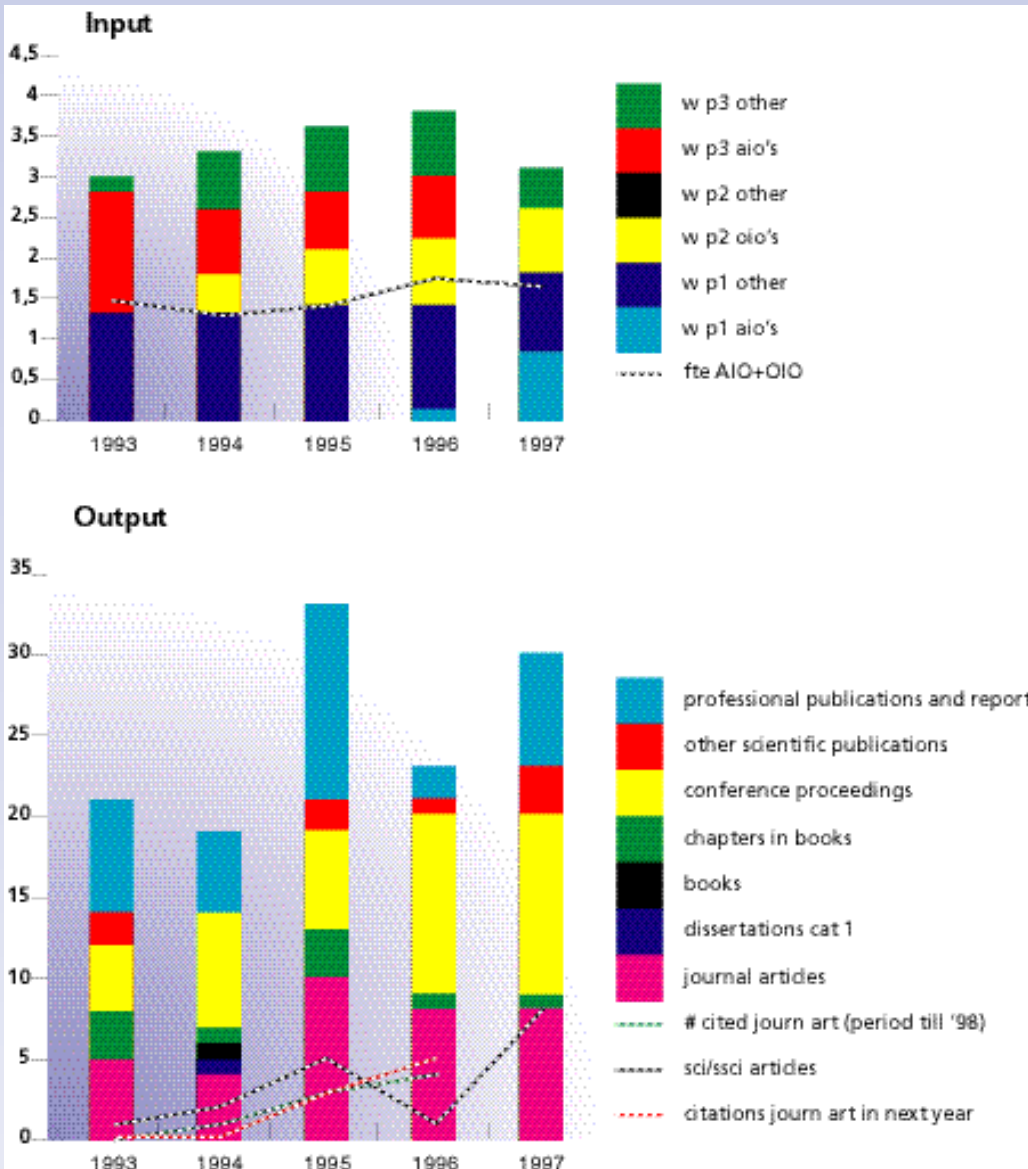 Input
4,5
4
3,5
3
2,5
2
1,5
1
0,5
0
1993 1994 1995 1996 1997
w p3 other
w p3 aio's
w p2 other
w p2 oio's
w p1 other
w p1 aio's
fte AIO+OIO
Output
35
30
25
20
15
10
5
0
1993 1994 1995 1996 1997
professional publications and report
other scientific publications
conference proceedings
chapters in books
books
dissertations cat 1
journal articles
# cited journ art (period till '98)
sci/ssci articles
citations journ art in next year